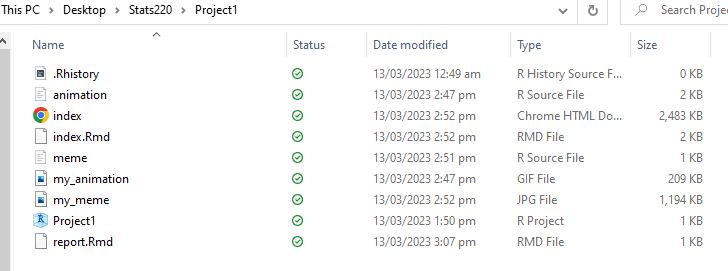 This PC > Desktop > Stats220 > Project1 Search Proje
Name Status Date modified Type Size
.Rhistory 13/03/2023 12:49 am R History Source F... 0 KB
animation 13/03/2023 2:47 pm R Source File 2 KB
index 13/03/2023 2:52 pm Chrome HTML Do... 2,483 KB
index.Rmd 13/03/2023 2:52 pm RMD File 2 KB
meme 13/03/2023 2:51 pm R Source File 1 KB
my_animation 13/03/2023 2:47 pm GIF File 209 KB
my_meme 13/03/2023 2:52 pm JPG File 1,194 KB
Project1 13/03/2023 1:50 pm R Project 1 KB
report.Rmd 13/03/2023 3:07 pm RMD File 1 KB